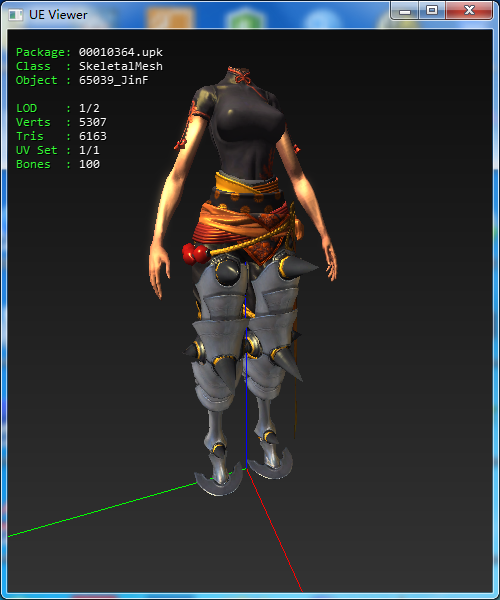 UE Viewer
Package: 00010364.upk
Class : SkeletalMesh
Object : 65039_JinF
LOD : 1/2
Verts : 5307
Tris : 6163
UV Set : 1/1
Bones : 100